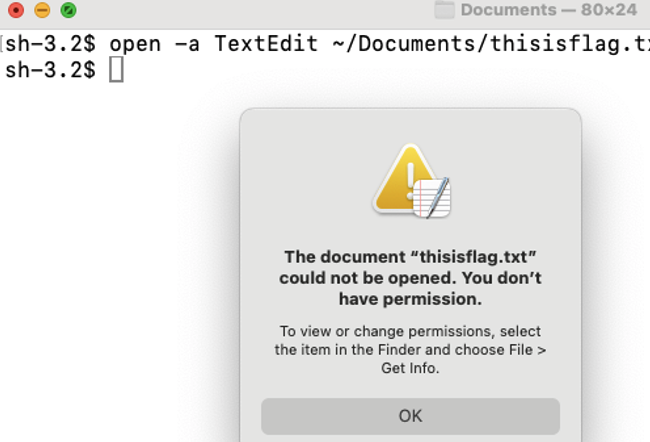 Documents — 80×24
sh-3.2$ open -a TextEdit ~/Documents/thisisflag.tx
sh-3.2$
The document “thisisflag.txt”
could not be opened. You don’t
have permission.
To view or change permissions, select
the item in the Finder and choose File >
Get Info.
OK